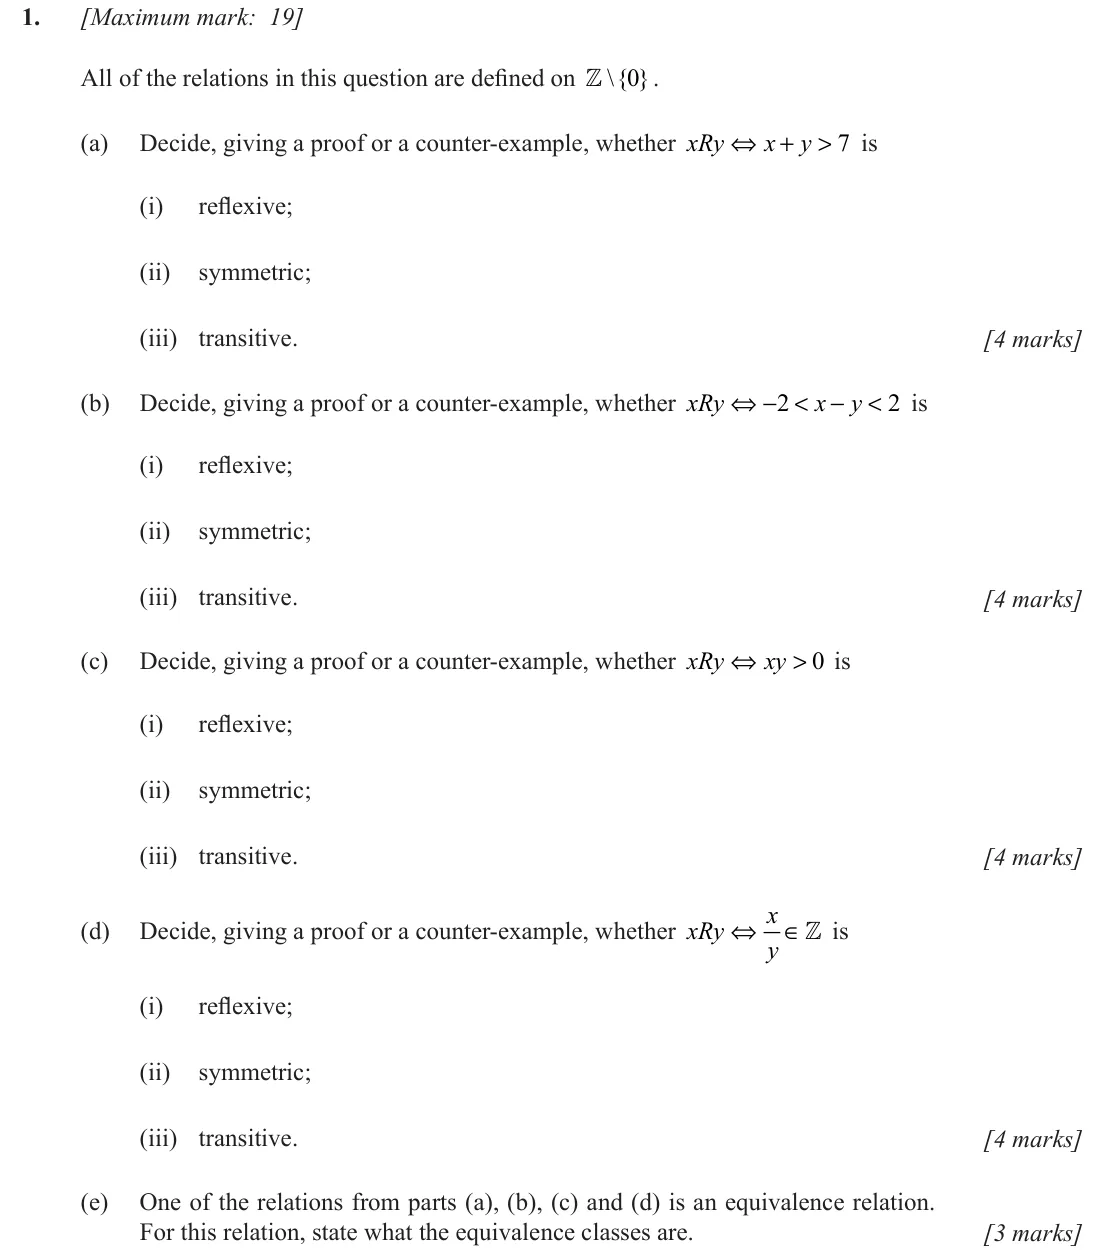 1. [Maximum mark: 19]
All of the relations in this question are defined on ℤ\{0}.
(a) Decide, giving a proof or a counter-example, whether xRy ⇔ x + y > 7 is
(i) reflexive;
(ii) symmetric;
(iii) transitive. [4 marks]
(b) Decide, giving a proof or a counter-example, whether xRy ⇔ −2 < x − y < 2 is
(i) reflexive;
(ii) symmetric;
(iii) transitive. [4 marks]
(c) Decide, giving a proof or a counter-example, whether xRy ⇔ xy > 0 is
(i) reflexive;
(ii) symmetric;
(iii) transitive. [4 marks]
(d) Decide, giving a proof or a counter-example, whether xRy ⇔ x/y ∈ ℤ is
(i) reflexive;
(ii) symmetric;
(iii) transitive. [4 marks]
(e) One of the relations from parts (a), (b), (c) and (d) is an equivalence relation.
For this relation, state what the equivalence classes are. [3 marks]